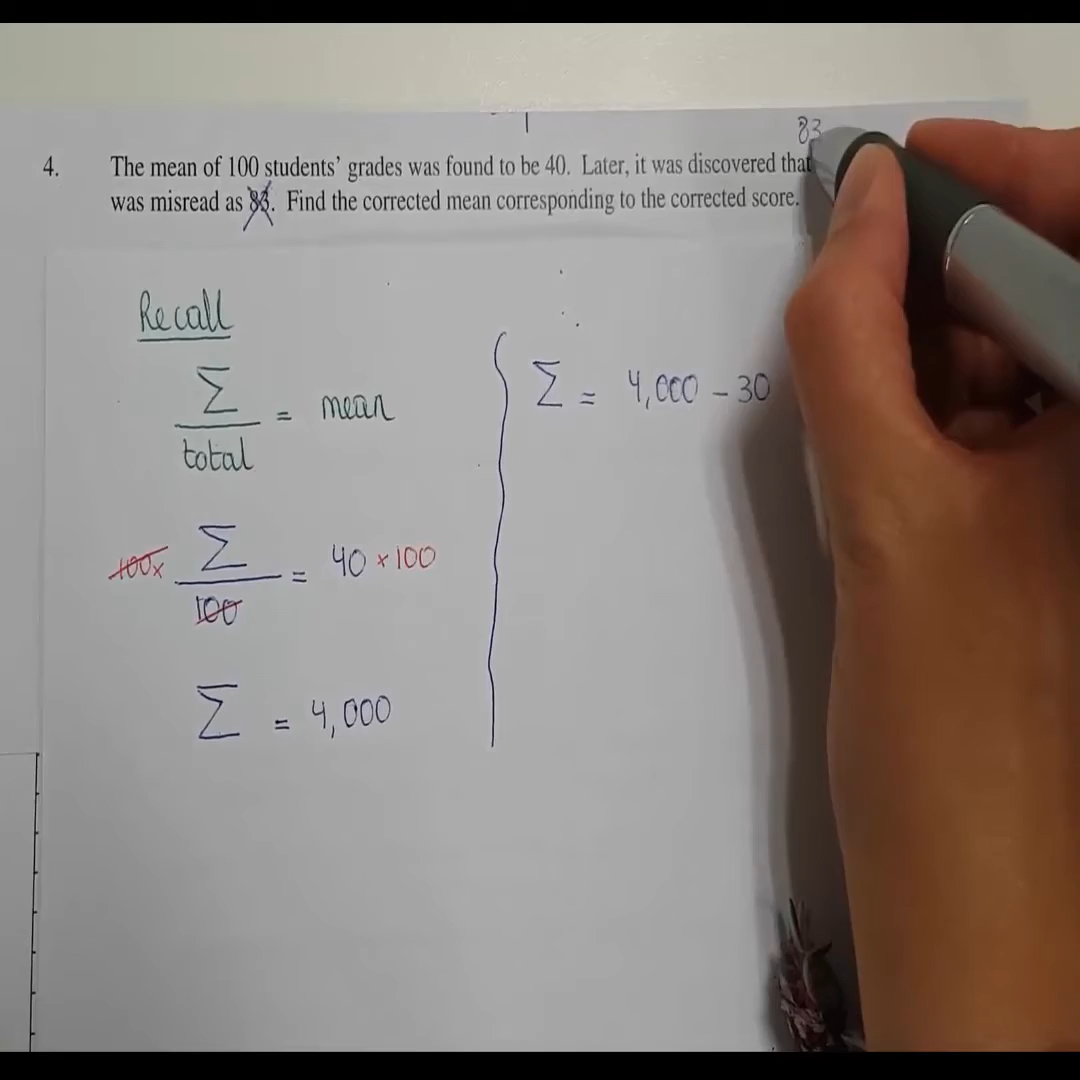 83
4. The mean of 100 students' grades was found to be 40. Later, it was discovered that
was misread as 83. Find the corrected mean corresponding to the corrected score.
Recall
Σ
total
= mean
100x Σ
100
= 40 × 100
Σ = 4,000
Σ = 4,000 - 30